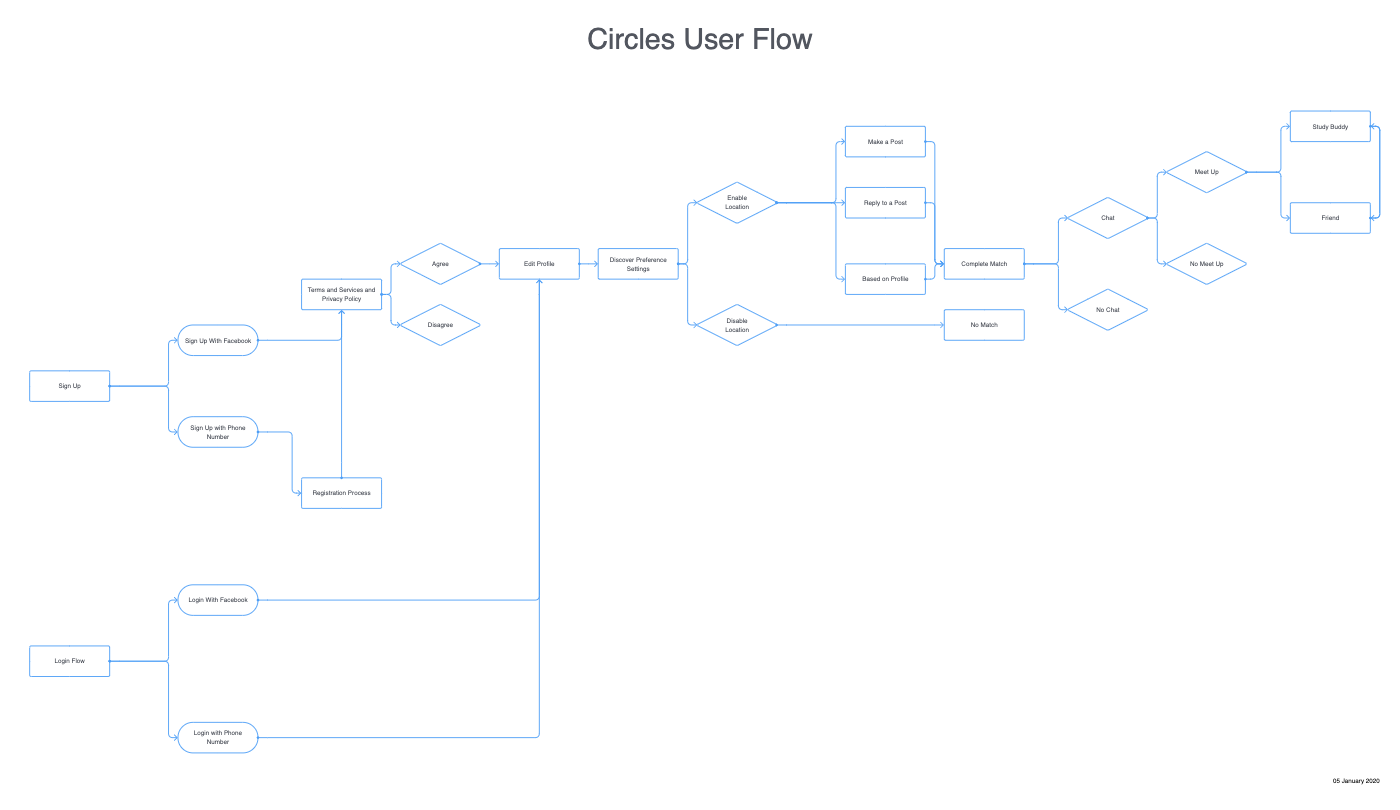 Circles User Flow
Study Buddy
Make a Post
Meet Up
Enable
Location
Reply to a Post
Chat
Friend
Agree
Edit Profile
Discover Preference
Settings
Complete Match
No Meet Up
Based on Profile
Terms and Services and
Privacy Policy
No Chat
Disagree
Disable
Location
No Match
Sign Up With Facebook
Sign Up
Sign Up with Phone
Number
Registration Process
Login With Facebook
Login Flow
Login with Phone
Number
05 January 2020